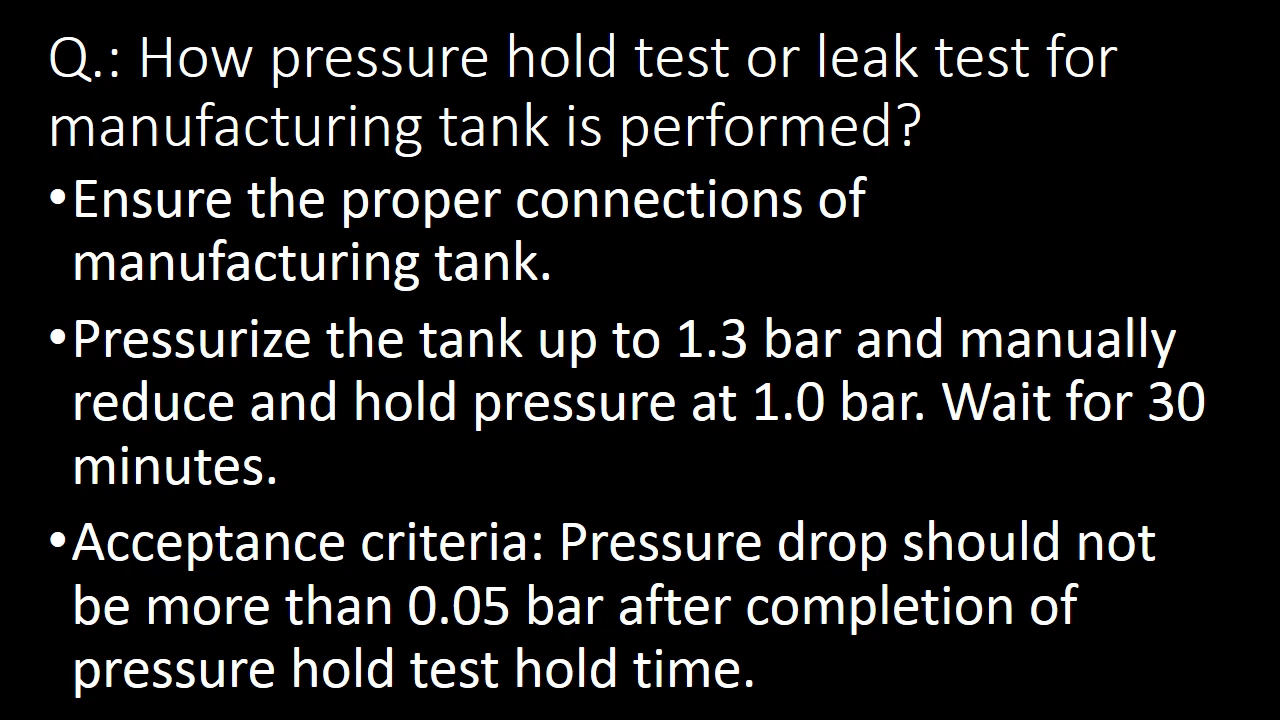 Q.: How pressure hold test or leak test for
manufacturing tank is performed?
•Ensure the proper connections of
manufacturing tank.
•Pressurize the tank up to 1.3 bar and manually
reduce and hold pressure at 1.0 bar. Wait for 30
minutes.
•Acceptance criteria: Pressure drop should not
be more than 0.05 bar after completion of
pressure hold test hold time.